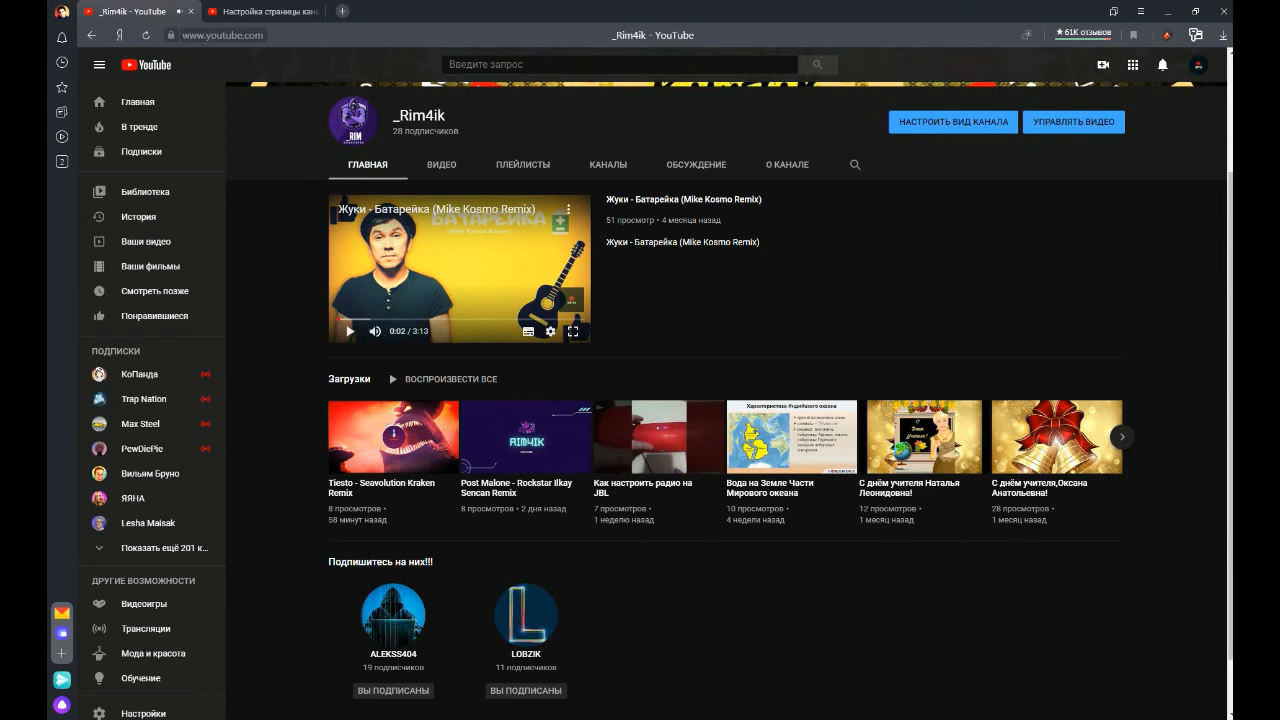 _Rim4ik - YouTube
Настройка страницы кана
www.youtube.com
_Rim4ik - YouTube
61K отзывов
YouTube
Введите запрос
Главная
В тренде
Подписки
Библиотека
История
Ваши видео
Ваши фильмы
Смотреть позже
Понравившиеся
ПОДПИСКИ
КоПанда
Trap Nation
Max Steel
PewDiePie
Вильям Бруно
ЯЯНА
Lesha Maisak
Показать ещё 201 к...
ДРУГИЕ ВОЗМОЖНОСТИ
Видеоигры
Трансляции
Мода и красота
Обучение
Настройки
_RIM
_Rim4ik
28 подписчиков
НАСТРОИТЬ ВИД КАНАЛА
УПРАВЛЯТЬ ВИДЕО
ГЛАВНАЯ
ВИДЕО
ПЛЕЙЛИСТЫ
КАНАЛЫ
ОБСУЖДЕНИЕ
О КАНАЛЕ
Жуки - Батарейка (Mike Kosmo Remix)
БАТАРЕЙКА
0:02 / 3:13
Жуки - Батарейка (Mike Kosmo Remix)
51 просмотр • 4 месяца назад
Жуки - Батарейка (Mike Kosmo Remix)
Загрузки
ВОСПРОИЗВЕСТИ ВСЕ
RIM4IK
Характеристика Индийского океана
Tiesto - Seavolution Kraken
Remix
8 просмотров •
58 минут назад
Post Malone - Rockstar Ilkay
Sencan Remix
8 просмотров • 2 дня назад
Как настроить радио на
JBL
7 просмотров •
1 неделю назад
Вода на Земле Части
Мирового океана
10 просмотров •
4 недели назад
С днём учителя Наталья
Леонидовна!
12 просмотров •
1 месяц назад
С днём учителя,Оксана
Анатольевна!
28 просмотров •
1 месяц назад
Подпишитесь на них!!!
ALEKSS404
19 подписчиков
ВЫ ПОДПИСАНЫ
L
LOBZIK
11 подписчиков
ВЫ ПОДПИСАНЫ